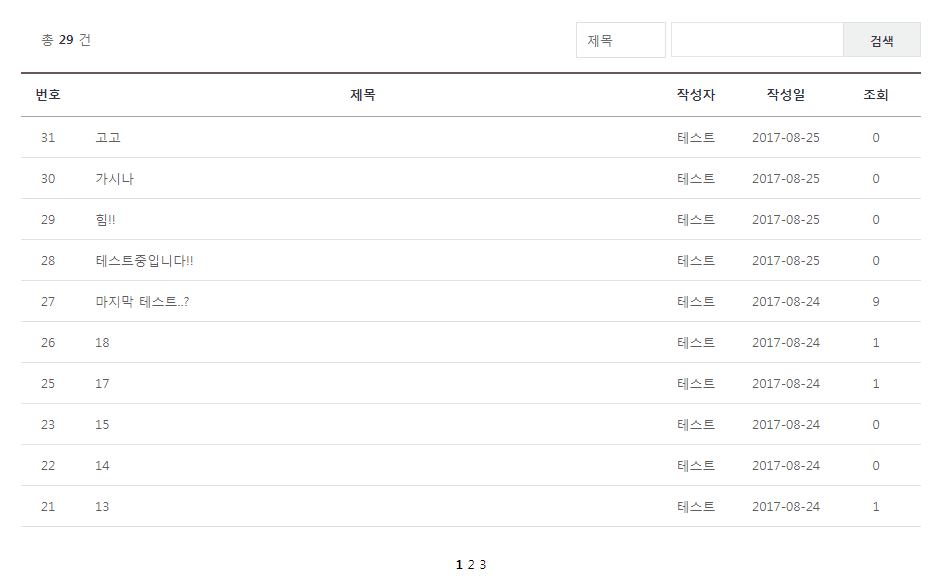 총 29 건 제목 검색
번호 제목 작성자 작성일 조회
31 고고 테스트 2017-08-25 0
30 가시나 테스트 2017-08-25 0
29 힘!! 테스트 2017-08-25 0
28 테스트중입니다!! 테스트 2017-08-25 0
27 마지막 테스트..? 테스트 2017-08-24 9
26 18 테스트 2017-08-24 1
25 17 테스트 2017-08-24 1
23 15 테스트 2017-08-24 0
22 14 테스트 2017-08-24 0
21 13 테스트 2017-08-24 1
1 2 3